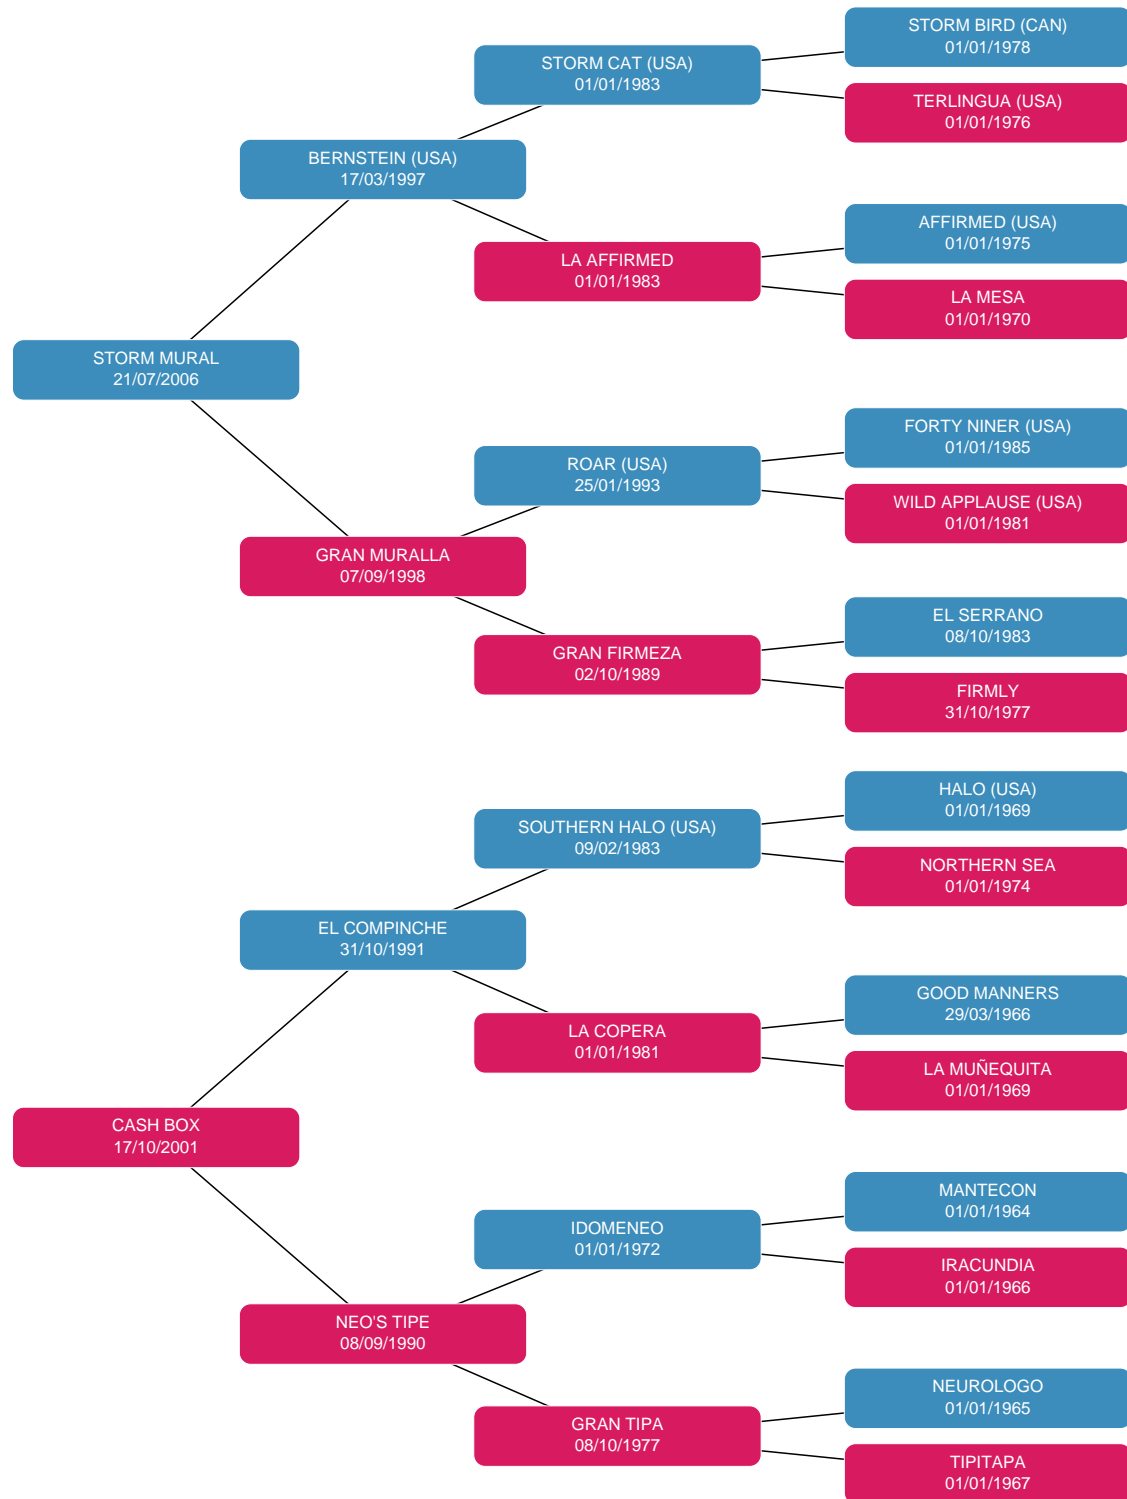 STORM BIRD (CAN)
01/01/1978
STORM CAT (USA)
01/01/1983
TERLINGUA (USA)
01/01/1976
BERNSTEIN (USA)
17/03/1997
AFFIRMED (USA)
01/01/1975
LA AFFIRMED
01/01/1983
LA MESA
01/01/1970
STORM MURAL
21/07/2006
FORTY NINER (USA)
01/01/1985
ROAR (USA)
25/01/1993
WILD APPLAUSE (USA)
01/01/1981
GRAN MURALLA
07/09/1998
EL SERRANO
08/10/1983
GRAN FIRMEZA
02/10/1989
FIRMLY
31/10/1977
HALO (USA)
01/01/1969
SOUTHERN HALO (USA)
09/02/1983
NORTHERN SEA
01/01/1974
EL COMPINCHE
31/10/1991
GOOD MANNERS
29/03/1966
LA COPERA
01/01/1981
LA MUÑEQUITA
01/01/1969
CASH BOX
17/10/2001
MANTECON
01/01/1964
IDOMENEO
01/01/1972
IRACUNDIA
01/01/1966
NEO'S TIPE
08/09/1990
NEUROLOGO
01/01/1965
GRAN TIPA
08/10/1977
TIPITAPA
01/01/1967